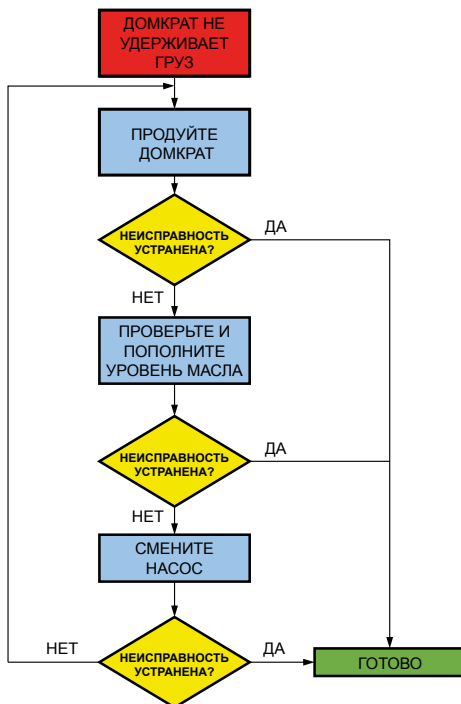 ДОМКРАТ НЕ
УДЕРЖИВАЕТ
ГРУЗ
ПРОДУЙТЕ
ДОМКРАТ
НЕИСПРАВНОСТЬ
УСТРАНЕНА?
ДА
НЕТ
ПРОВЕРЬТЕ И
ПОПОЛНИТЕ
УРОВЕНЬ МАСЛА
НЕИСПРАВНОСТЬ
УСТРАНЕНА?
ДА
НЕТ
СМЕНИТЕ
НАСОС
НЕТ
НЕИСПРАВНОСТЬ
УСТРАНЕНА?
ДА
ГОТОВО